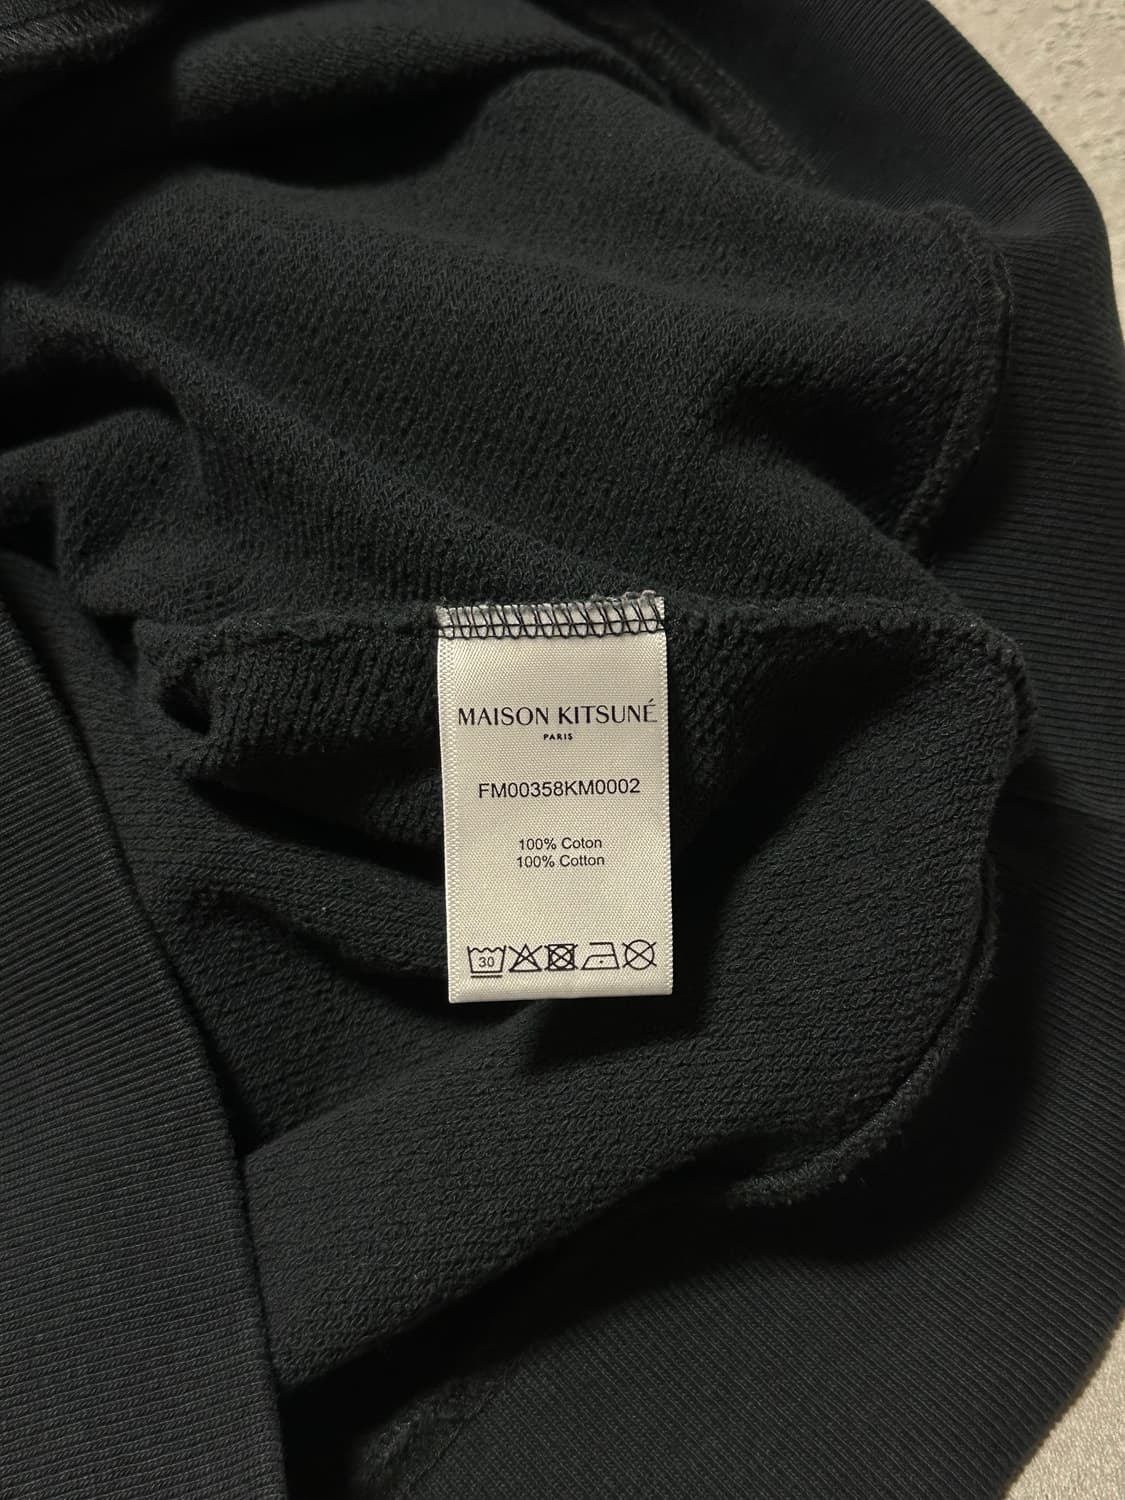 MAISON KITSUNÉ
PARIS
FM00358KM0002
100% Coton
100% Cotton
30